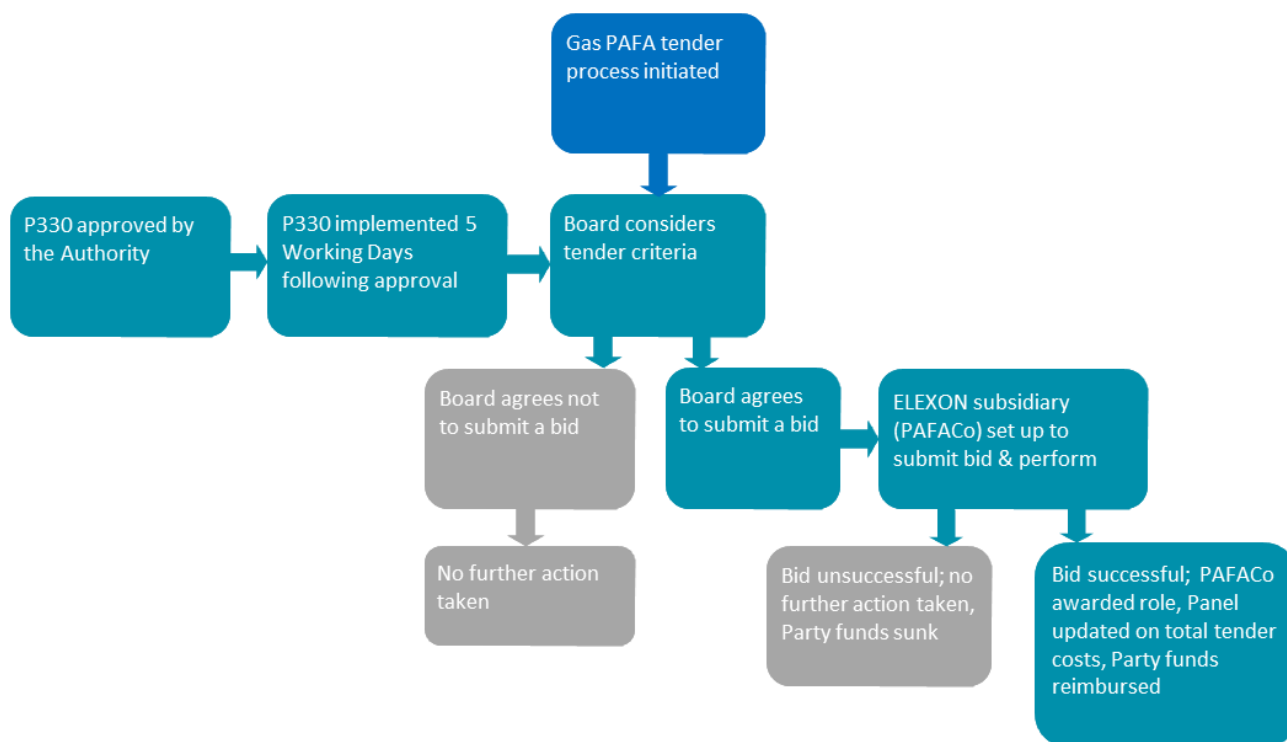 Gas PAFA tender
process initiated
P330 approved by
the Authority
P330 implemented 5
Working Days
following approval
Board considers
tender criteria
Board agrees not
to submit a bid
Board agrees
to submit a bid
ELEXON subsidiary
(PAFACo) set up to
submit bid & perform
No further action
taken
Bid unsuccessful; no
further action taken,
Party funds sunk
Bid successful; PAFACo
awarded role, Panel
updated on total tender
costs, Party funds
reimbursed